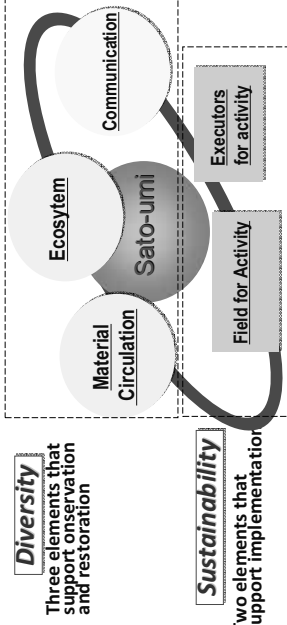 Diversity
Three elements that
support onservation
and restoration
Material
Circulation
Ecosytem
Communication
Sato-umi
Sustainability
wo elements that
upport implementation
Field for Activity
Executors
for activity